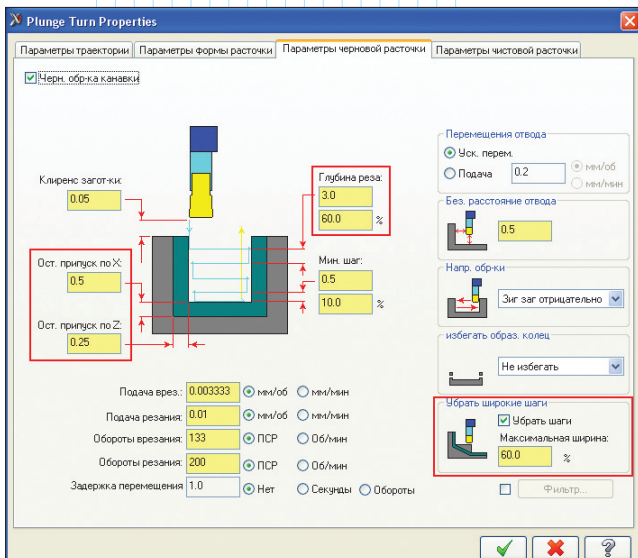 Plunge Turn Properties
Параметры траектории Параметры формы расточки Параметры черновой расточки Параметры чистовой расточки
Черн. обр-ка канавки
Клиренс загот-ки:
0.05
Ост. припуск по X:
0.5
Ост. припуск по Z:
0.25
Глубина реза:
3.0
60.0 %
Мин. шаг:
0.5
10.0 %
Подача врез.: 0.003333 мм/об мм/мин
Подача резания: 0.01 мм/об мм/мин
Обороты врезания: 133 ПСР Об/мин
Обороты резания: 200 ПСР Об/мин
Задержка перемещения 1.0 Нет Секунды Обороты
Перемещения отвода
Уск. перем.
Подача 0.2 мм/об
мм/мин
Без. расстояние отвода
0.5
Напр. обр-ки
Зиг заг отрицательно
избегать образ. колец
Не избегать
Убрать широкие шаги
Убрать шаги
Максимальная ширина:
60.0 %
Фильтр...